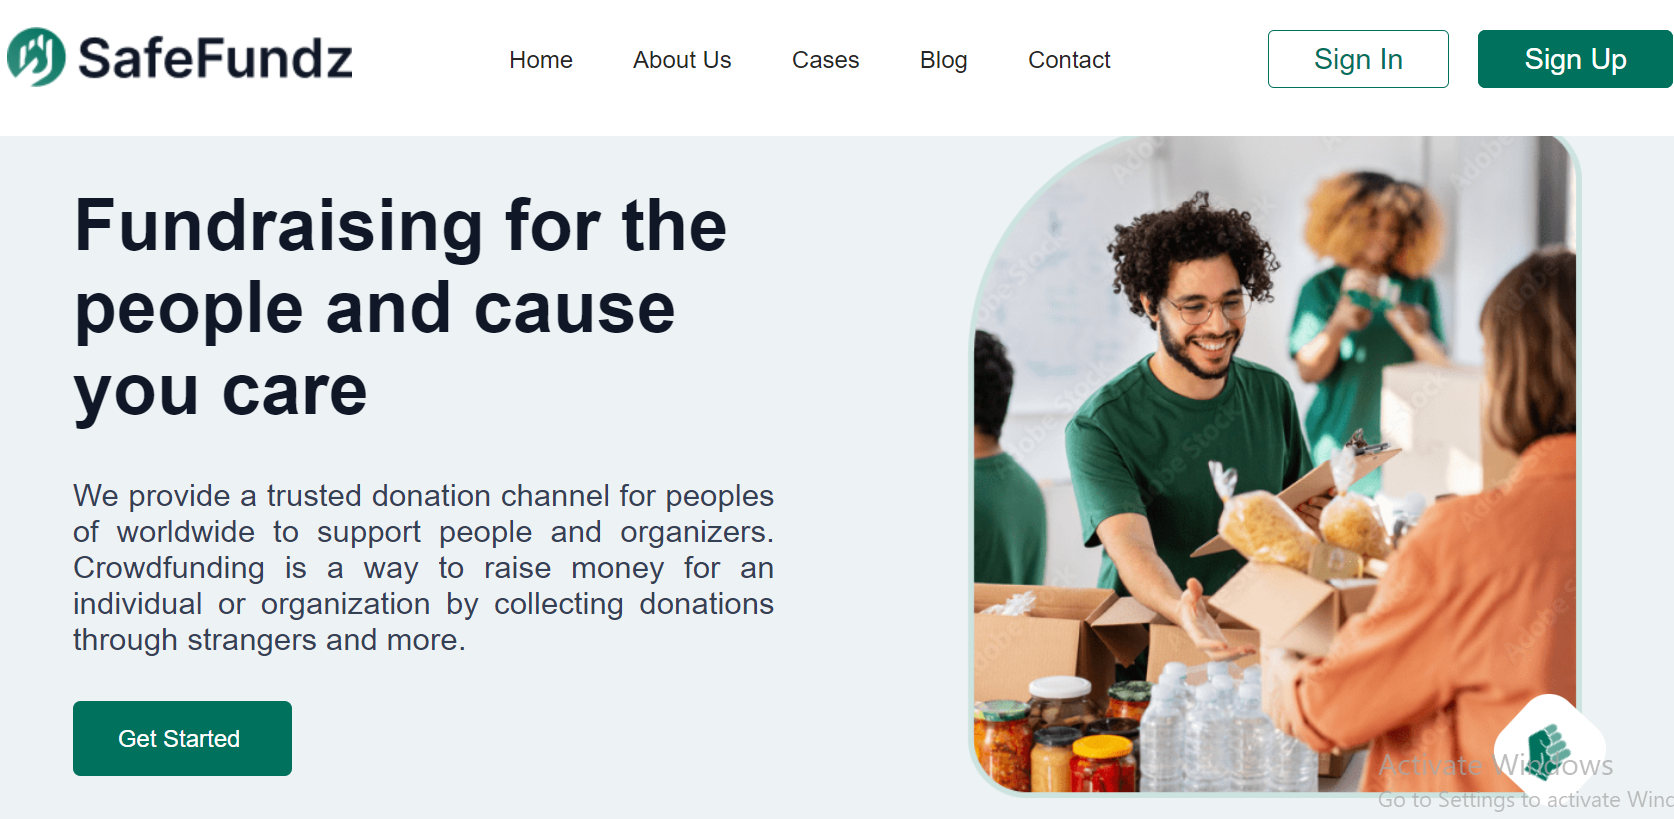 SafeFundz
Home
About Us
Cases
Blog
Contact
Sign In
Sign Up
Fundraising for the
people and cause
you care
We provide a trusted donation channel for peoples
of worldwide to support people and organizers.
Crowdfunding is a way to raise money for an
individual or organization by collecting donations
through strangers and more.
Get Started
Adobe Stock
Activate Windows
Go to Settings to activate Wind